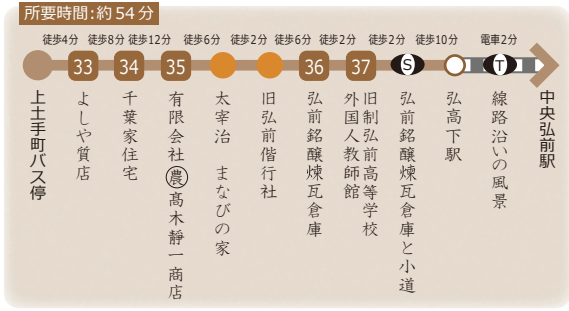 所要時間:約54分
徒歩4分 徒歩8分 徒歩12分 徒歩6分 徒歩2分 徒歩6分 徒歩2分 徒歩2分 徒歩10分 電車2分
33 34 35 36 37 S T
上土手町バス停
よしや質店
千葉家住宅
有限会社㊖髙木靜一商店
太宰治 まなびの家
旧弘前偕行社
弘前銘醸煉瓦倉庫
旧制弘前高等学校
外国人教師館
弘前銘醸煉瓦倉庫と小道
弘高下駅
線路沿いの風景
中央弘前駅